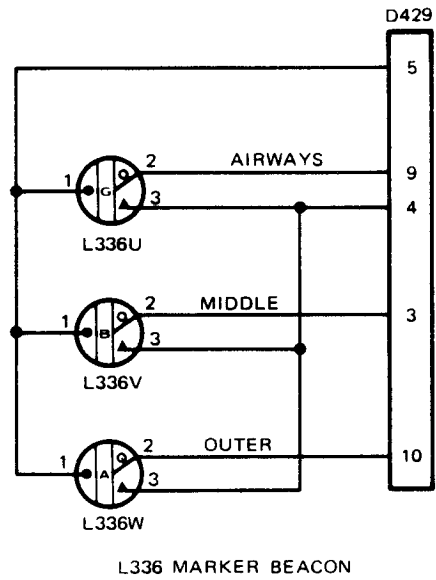 D429
5
1 G 2 AIRWAYS 9
3 4
L336U
1 B 2 MIDDLE 3
3
L336V
1 A 2 OUTER 10
3
L336W
L336 MARKER BEACON